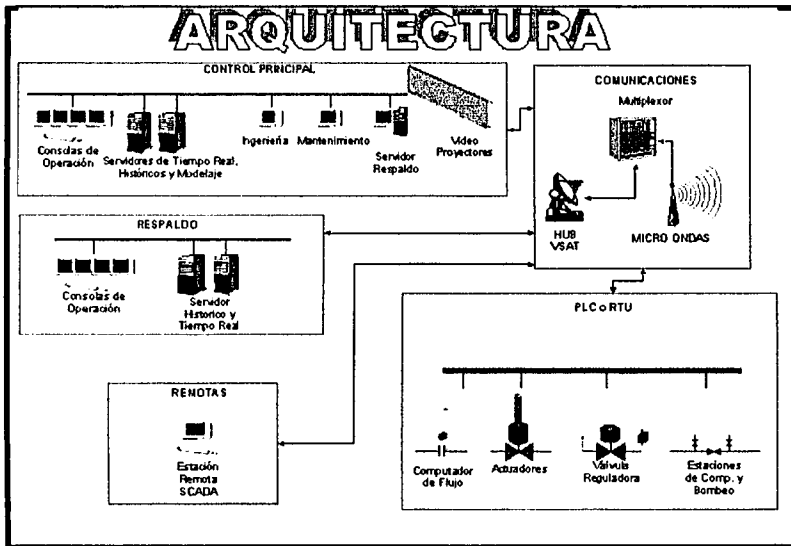 ARQUITECTURA
CONTROL PRINCIPAL
Consolas de
Operación
Servidores de Tiempo Real,
Históricos y Modelaje
Ingeniería
Mantenimiento
Servidor
Respaldo
Video
Proyectores
COMUNICACIONES
Multiplexor
HUB
VSAT
MICRO ONDAS
RESPALDO
Consolas de
Operación
Servidor
Historico y
Tiempo Real
PLC o RTU
Computador
de Flujo
Actuadores
Válvula
Reguladora
Estaciones
de Comp. y
Bombeo
REMOTAS
Estación
Remota
SCADA